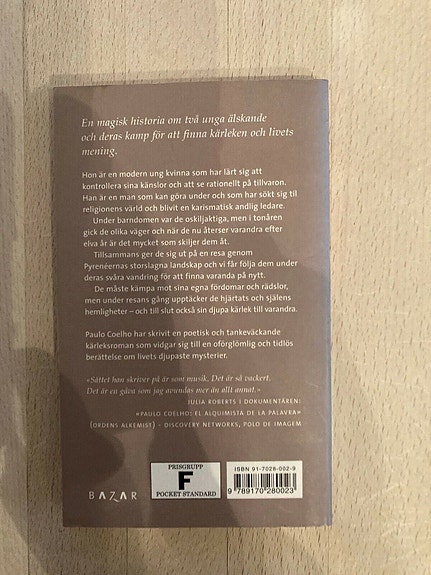 En magisk historia om två unga älskande
och deras kamp för att finna kärleken och livets
mening.
Hon är en modern ung kvinna som har lärt sig att
kontrollera sina känslor och att se rationellt på tillvaron.
Han är en man som kan göra under och som har sökt sig till
religionens värld och blivit en karismatisk andlig ledare.
Under barndomen var de oskiljaktiga, men i tonåren
gick de olika vägar och när de nu återser varandra efter
elva år är det mycket som skiljer dem åt.
Tillsammans ger de sig ut på en resa genom
Pyrenéernas storslagna landskap och vi får följa dem under
deras svåra vandring för att finna varandra på nytt.
De måste kämpa mot sina egna fördomar och rädslor,
men under resans gång upptäcker de hjärtats och själens
hemligheter – och till slut också sin djupa kärlek till varandra.
Paulo Coelho har skrivit en poetisk och tankeväckande
kärleksroman som vidgar sig till en oförglömlig och tidlös
berättelse om livets djupaste mysterier.
»Sättet han skriver på är som musik. Det är så vackert.
Det är en gåva som jag avundas mer än allt annat.»
JULIA ROBERTS I DOKUMENTÄREN:
»PAULO COELHO: EL ALQUIMISTA DE LA PALAVRA»
(ORDENS ALKEMIST) – DISCOVERY NETWORKS, POLO DE IMAGEM
BAZAR
PRISGRUPP
F
POCKET STANDARD
ISBN 91-7028-002-9
9 789170 280023